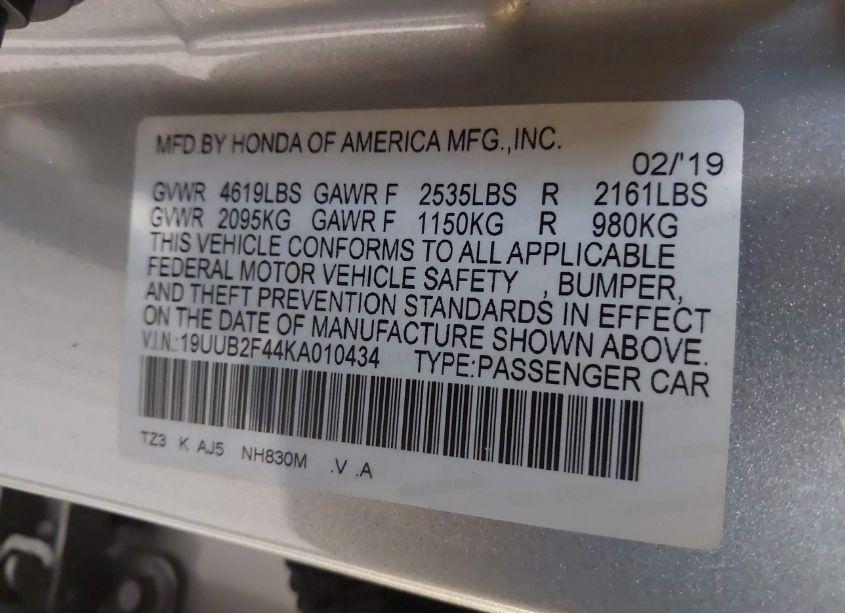 MFD BY HONDA OF AMERICA MFG.,INC.
02/'19
GVWR 4619LBS GAWR F 2535LBS R 2161LBS
GVWR 2095KG GAWR F 1150KG R 980KG
THIS VEHICLE CONFORMS TO ALL APPLICABLE
FEDERAL MOTOR VEHICLE SAFETY , BUMPER,
AND THEFT PREVENTION STANDARDS IN EFFECT
ON THE DATE OF MANUFACTURE SHOWN ABOVE.
V.I.N.:19UUB2F44KA010434 TYPE:PASSENGER CAR
TZ3 K AJ5 NH830M .V .A